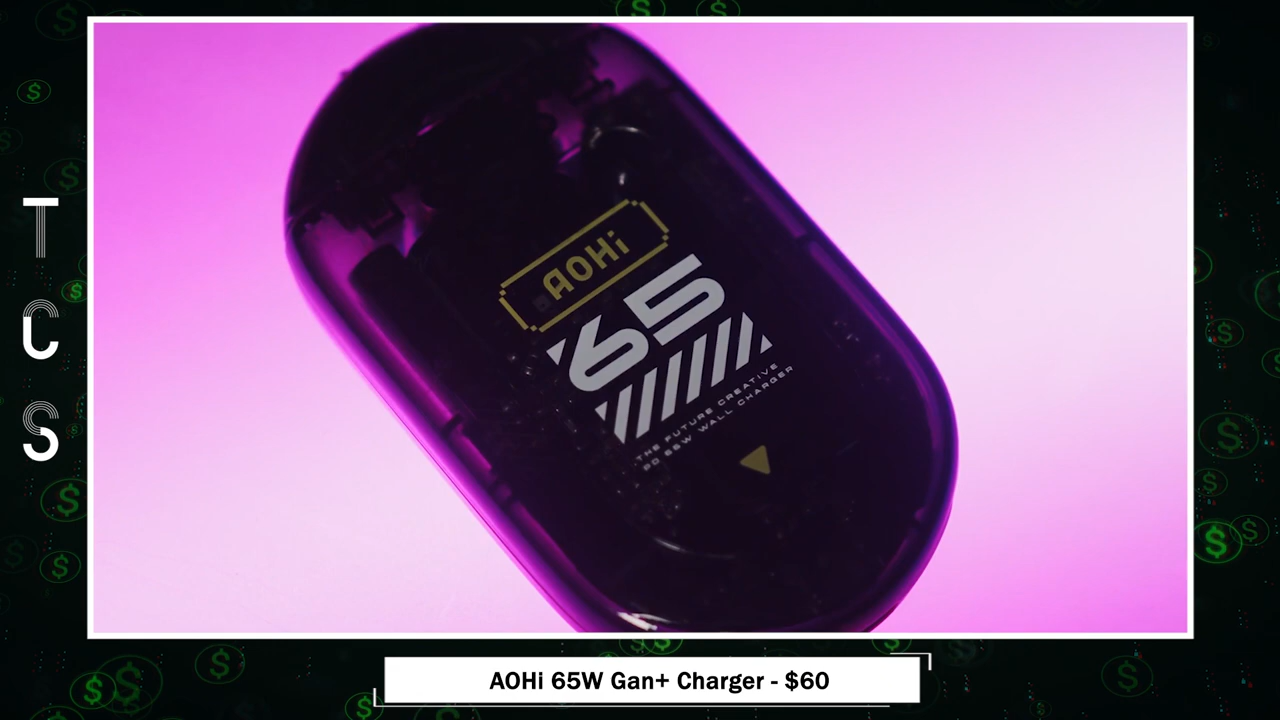 T
C
S
AOHi
65
THE FUTURE CREATIVE
PD 65W WALL CHARGER
AOHi 65W Gan+ Charger - $60